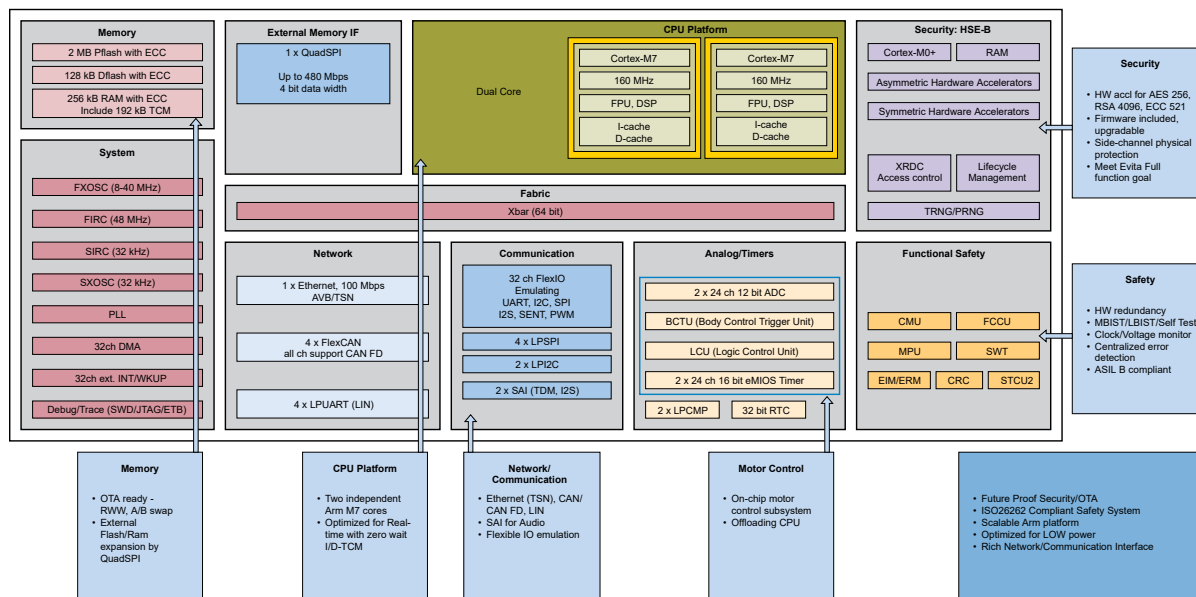 Memory
2 MB Pflash with ECC
128 kB Dflash with ECC
256 kB RAM with ECC
Include 192 kB TCM
System
FXOSC (8-40 MHz)
FIRC (48 MHz)
SIRC (32 kHz)
SXOSC (32 kHz)
PLL
32ch DMA
32ch ext. INT/WKUP
Debug/Trace (SWD/JTAG/ETB)
External Memory IF
1 x QuadSPI
Up to 480 Mbps
4 bit data width
CPU Platform
Dual Core
Cortex-M7
160 MHz
FPU, DSP
I-cache
D-cache
Cortex-M7
160 MHz
FPU, DSP
I-cache
D-cache
Fabric
Xbar (64 bit)
Network
1 x Ethernet, 100 Mbps
AVB/TSN
4 x FlexCAN
all ch support CAN FD
4 x LPUART (LIN)
Communication
32 ch FlexIO
Emulating
UART, I2C, SPI
I2S, SENT, PWM
4 x LPSPI
2 x LPI2C
2 x SAI (TDM, I2S)
Analog/Timers
2 x 24 ch 12 bit ADC
BCTU (Body Control Trigger Unit)
LCU (Logic Control Unit)
2 x 24 ch 16 bit eMIOS Timer
2 x LPCMP
32 bit RTC
Security: HSE-B
Cortex-M0+
RAM
Asymmetric Hardware Accelerators
Symmetric Hardware Accelerators
XRDC
Access control
Lifecycle
Management
TRNG/PRNG
Functional Safety
CMU
FCCU
MPU
SWT
EIM/ERM
CRC
STCU2
Security
• HW accl for AES 256,
RSA 4096, ECC 521
• Firmware included,
upgradable
• Side-channel physical
protection
• Meet Evita Full
function goal
Safety
• HW redundancy
• MBIST/LBIST/Self Test
• Clock/Voltage monitor
• Centralized error
detection
• ASIL B compliant
Memory
• OTA ready -
RWW, A/B swap
• External
Flash/Ram
expansion by
QuadSPI
CPU Platform
• Two independent
Arm M7 cores
• Optimized for Real-
time with zero wait
I/D-TCM
Network/
Communication
• Ethernet (TSN), CAN/
CAN FD, LIN
• SAI for Audio
• Flexible IO emulation
Motor Control
• On-chip motor
control subsystem
• Offloading CPU
• Future Proof Security/OTA
• ISO26262 Compliant Safety System
• Scalable Arm platform
• Optimized for LOW power
• Rich Network/Communication Interface